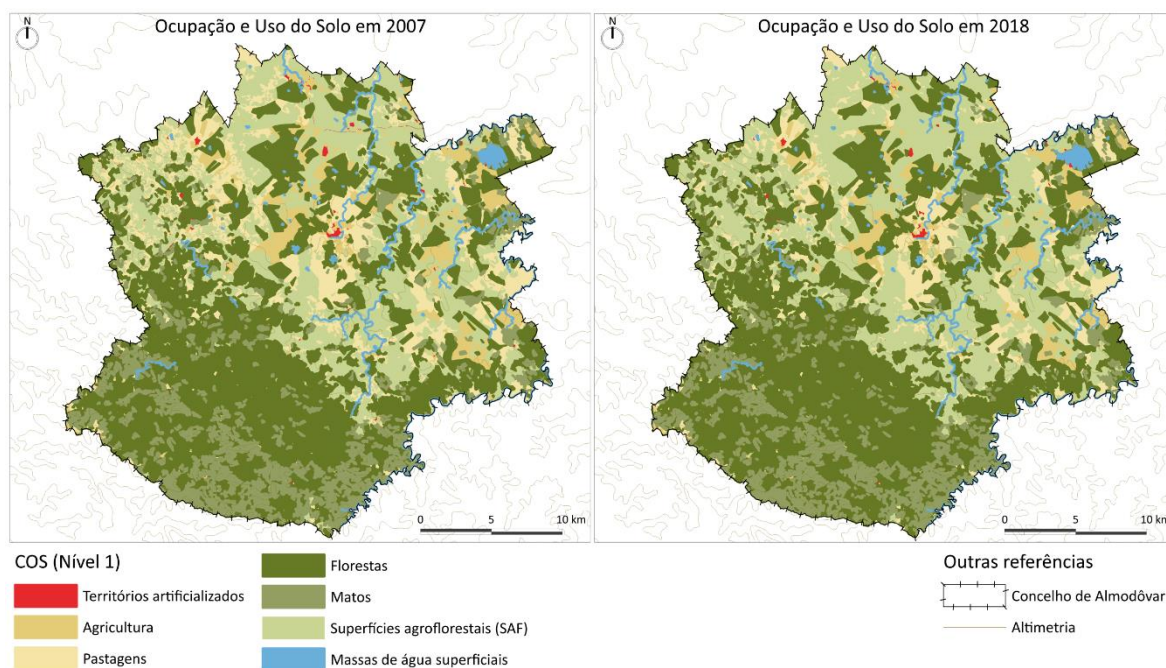 Ocupação e Uso do Solo em 2007
N
0 5 10 km
Ocupação e Uso do Solo em 2018
N
0 5 10 km
COS (Nível 1)
Territórios artificializados
Agricultura
Pastagens
Florestas
Matos
Superfícies agroflorestais (SAF)
Massas de água superficiais
Outras referências
Concelho de Almodôvar
Altimetria